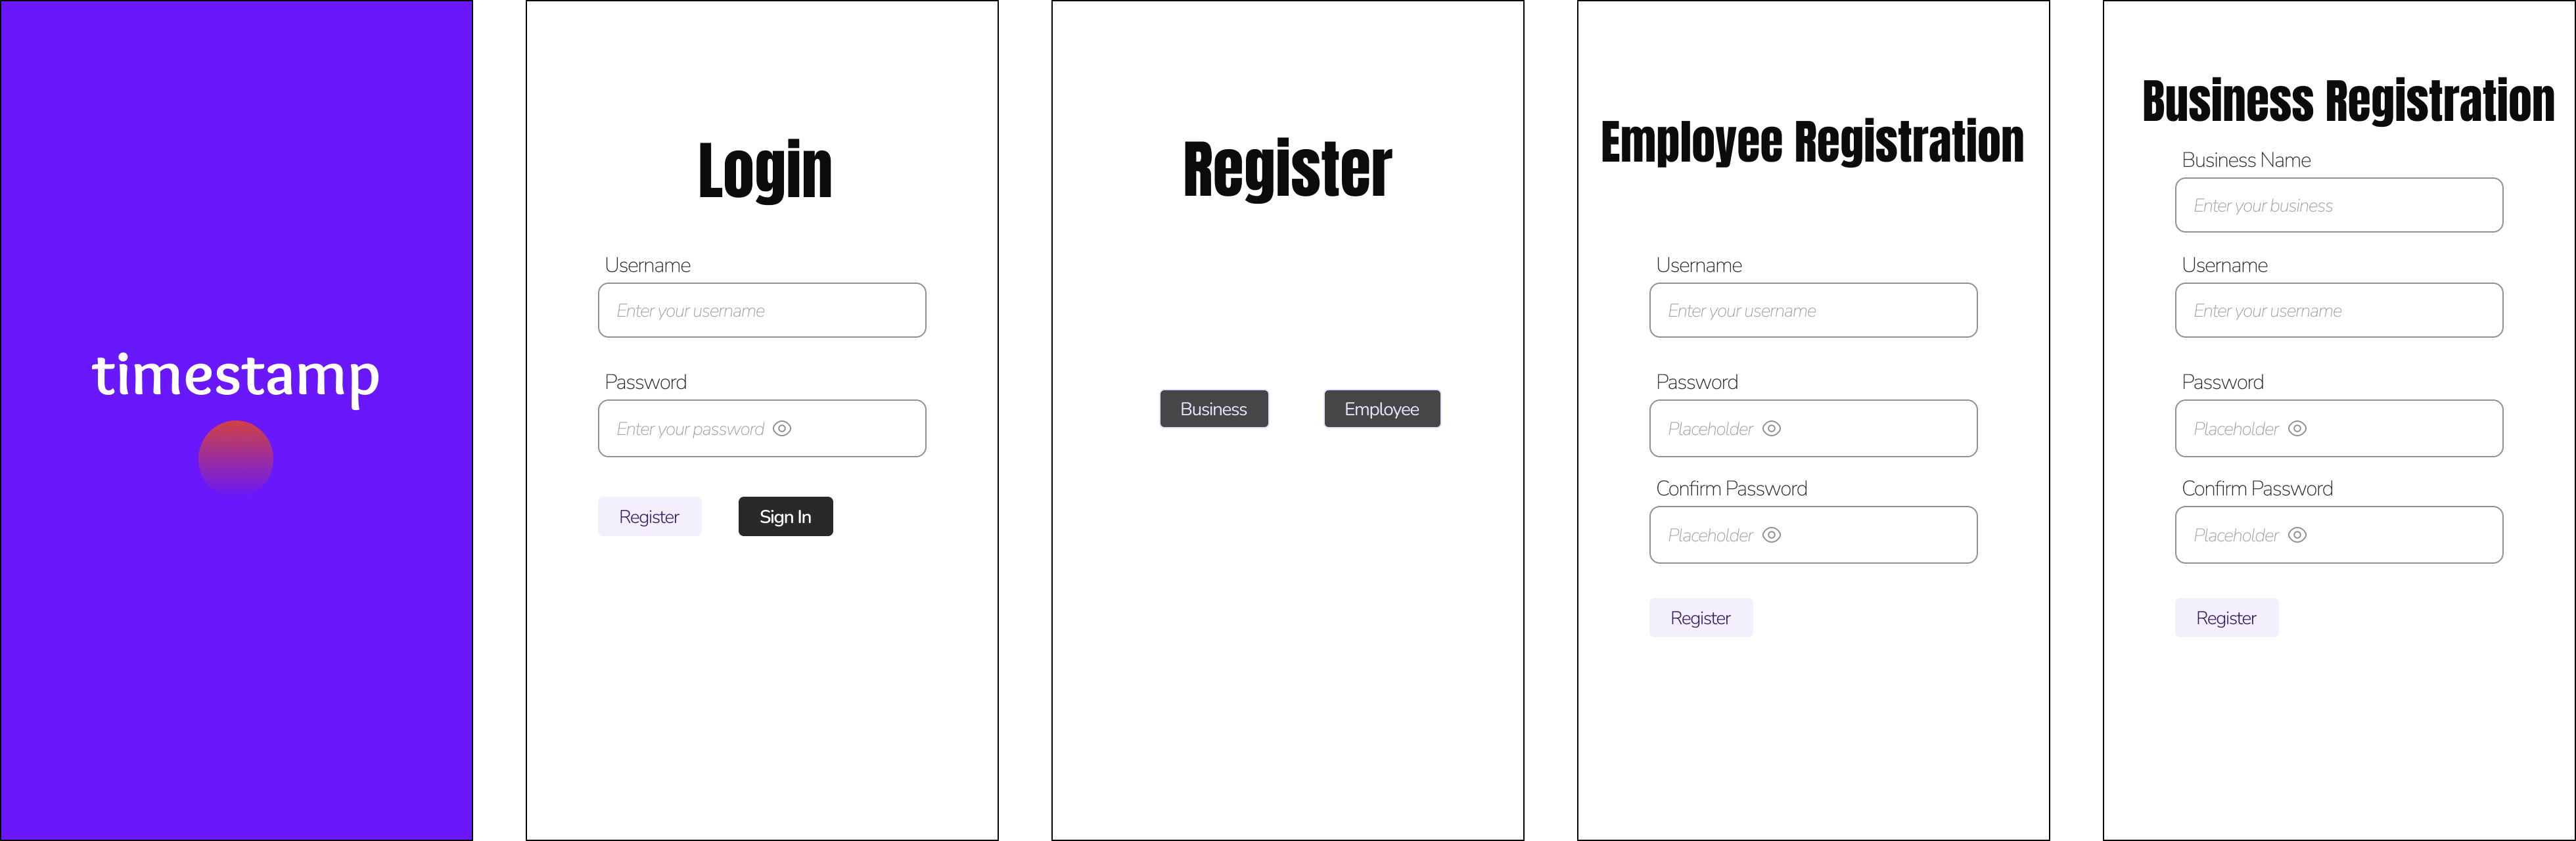 timestamp
Login
Username
Enter your username
Password
Enter your password
Register
Sign In
Register
Business
Employee
Employee Registration
Username
Enter your username
Password
Placeholder
Confirm Password
Placeholder
Register
Business Registration
Business Name
Enter your business
Username
Enter your username
Password
Placeholder
Confirm Password
Placeholder
Register